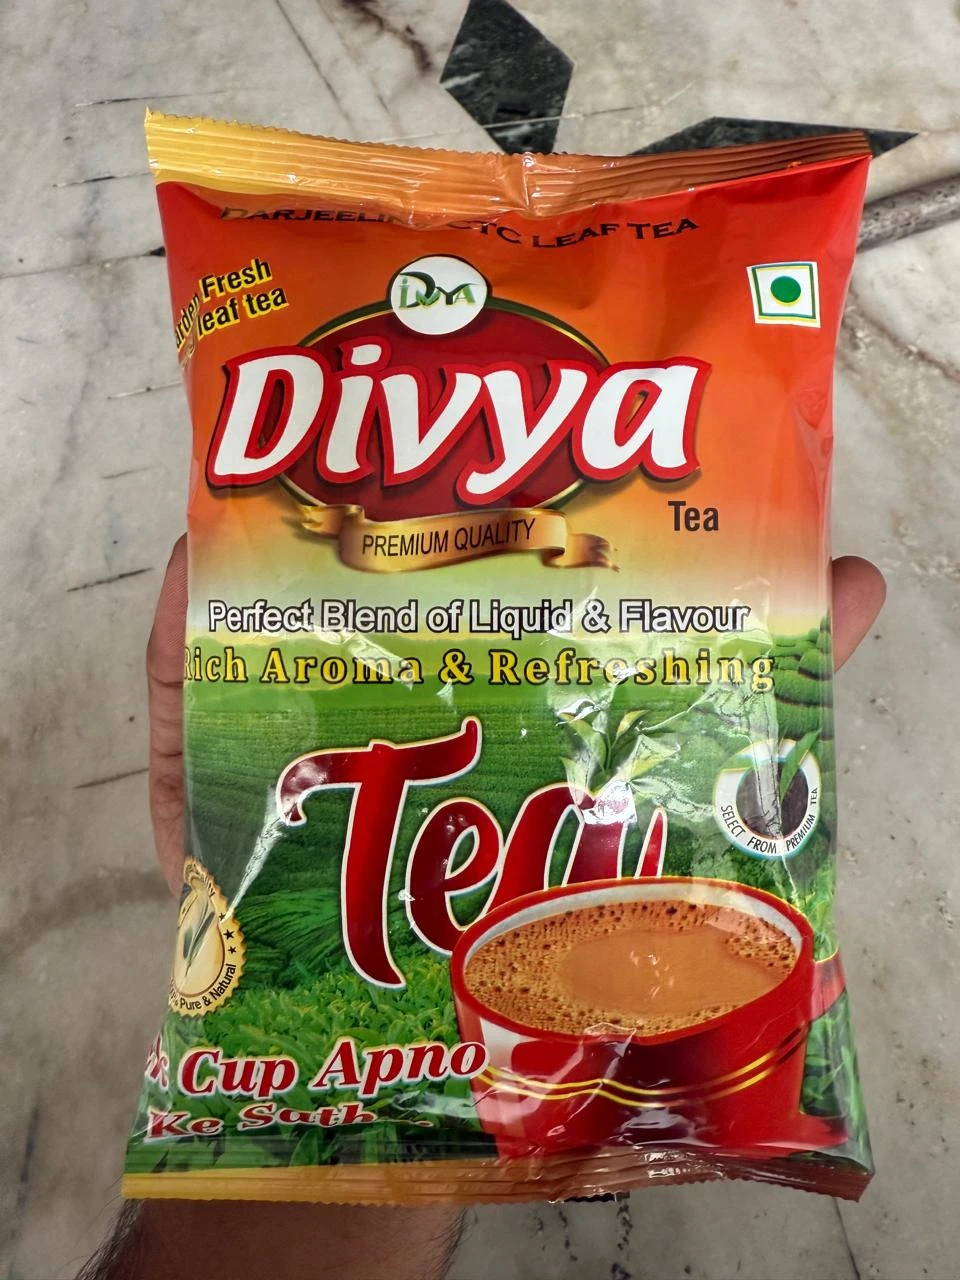 CTC LEAF TEA
Fresh
leaf tea
DIVYA
Divya
Tea
PREMIUM QUALITY
Perfect Blend of Liquid & Flavour
Rich Aroma & Refreshing
Tea
SELECT FROM PREMIUM TEA
Pure & Natural
Cup Apno
Ke Sath...